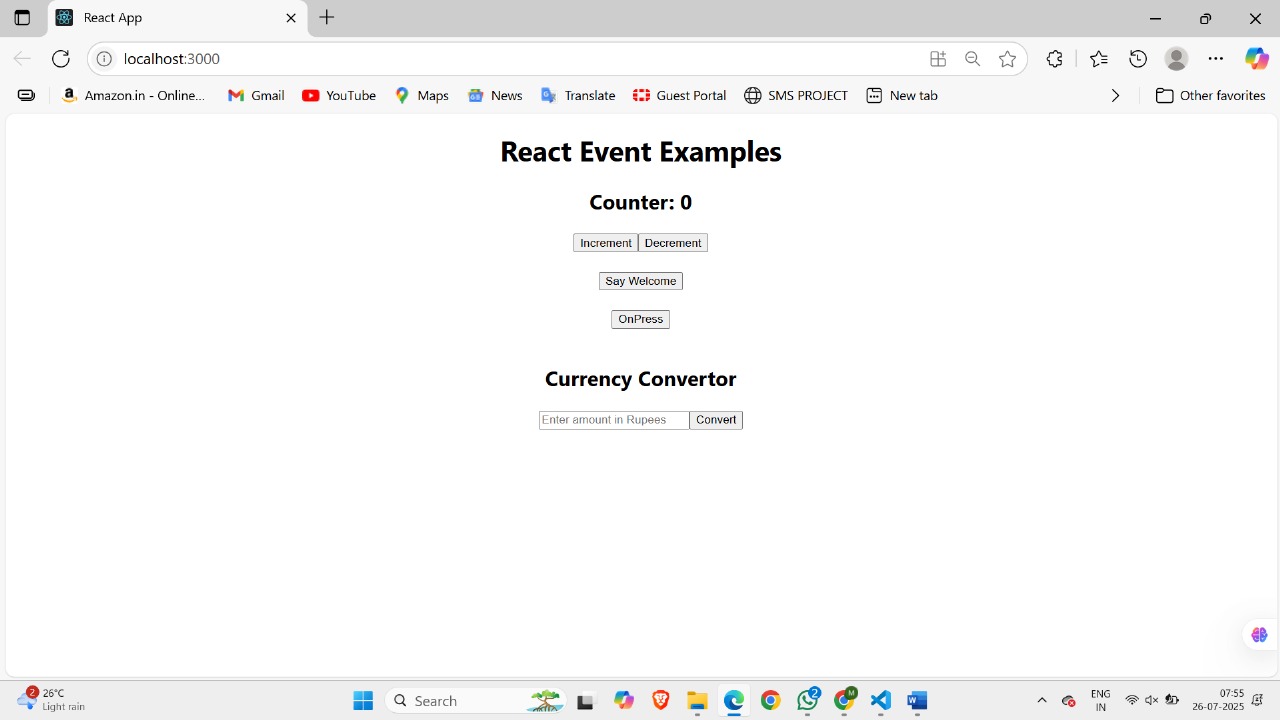 React App
localhost:3000
Amazon.in - Online...
Gmail
YouTube
Maps
News
Translate
Guest Portal
SMS PROJECT
New tab
Other favorites
React Event Examples
Counter: 0
Increment Decrement
Say Welcome
OnPress
Currency Convertor
Enter amount in Rupees Convert
2
26°C
Light rain
Search
2
M
ENG
IN
07:55
26-07-2025